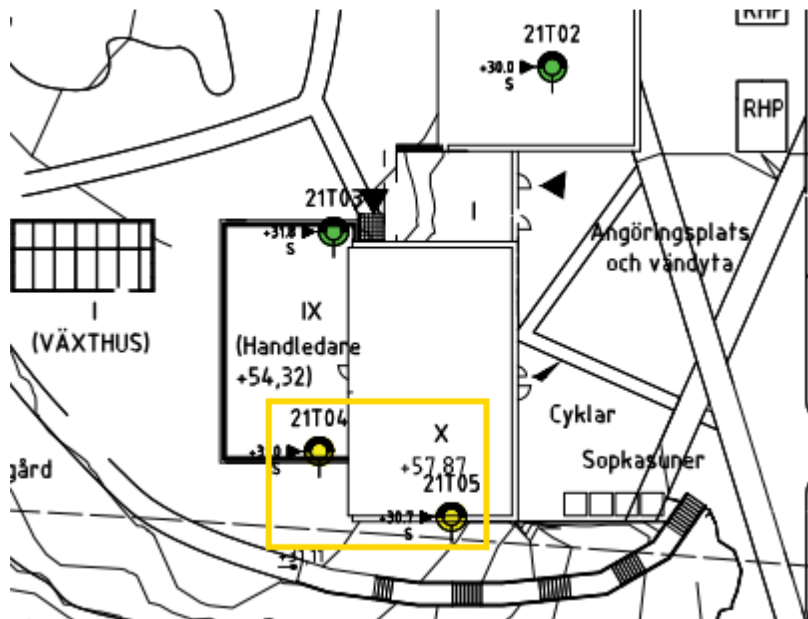 RHP
21T02
+30.0
S
RHP
21T03
+31.8
S
I
I
Angöringsplats
och vändyta
I
(VÄXTHUS)
IX
(Handledare
+54,32)
21T04
S
X
+57.87
21T05
+30.7
S
Cyklar
Sopkasuner
gård